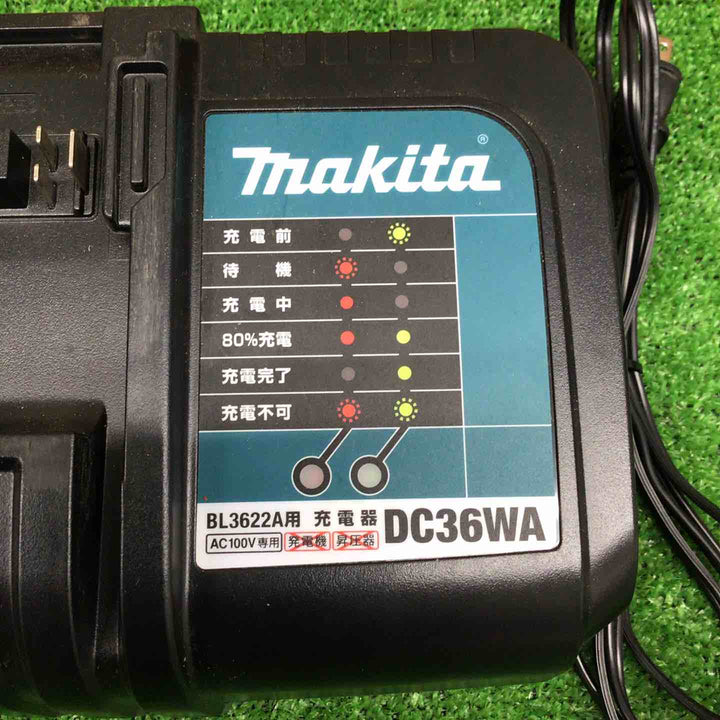 makita®
充電前
待機
充電中
80%充電
充電完了
充電不可
BL3622A用 充電器 DC36WA
AC100V専用 発電機 昇圧器